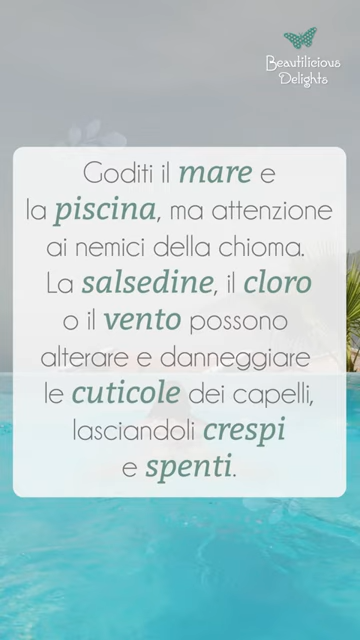 Beautilicious
Delights
Goditi il mare e
la piscina, ma attenzione
ai nemici della chioma.
La salsedine, il cloro
o il vento possono
alterare e danneggiare
le cuticole dei capelli,
lasciandoli crespi
e spenti.